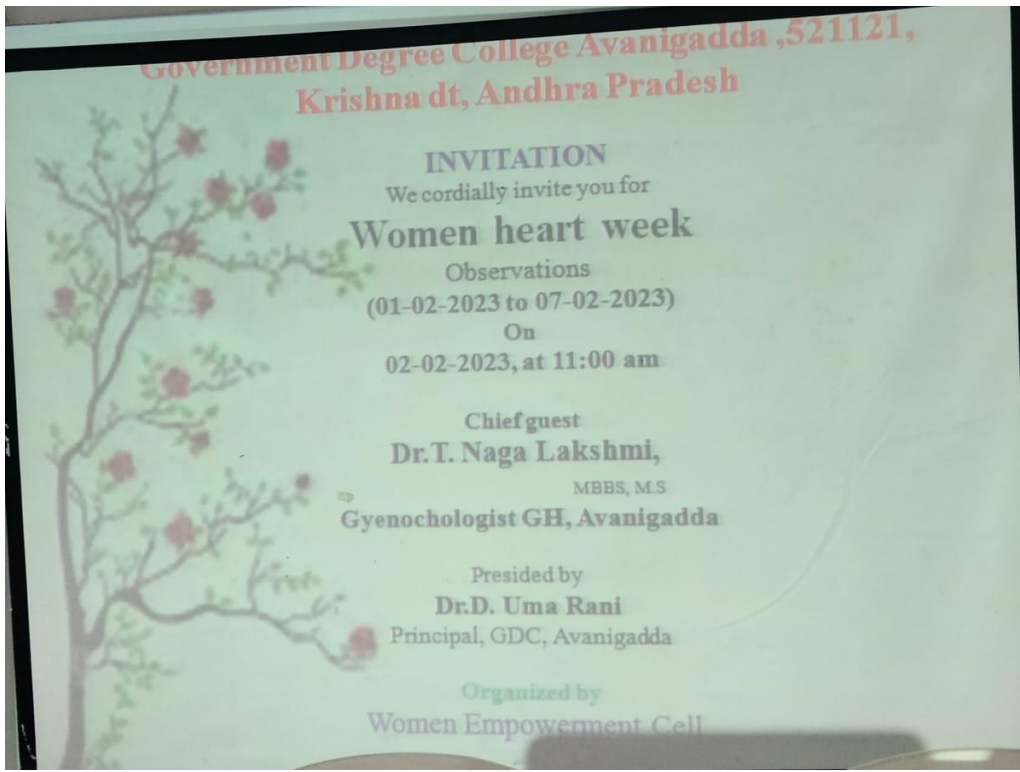 Government Degree College Avanigadda ,521121,
Krishna dt, Andhra Pradesh
INVITATION
We cordially invite you for
Women heart week
Observations
(01-02-2023 to 07-02-2023)
On
02-02-2023, at 11:00 am
Chief guest
Dr.T. Naga Lakshmi,
MBBS, M.S
Gyenochologist GH, Avanigadda
Presided by
Dr.D. Uma Rani
Principal, GDC, Avanigadda
Organized by
Women Empowerment Cell